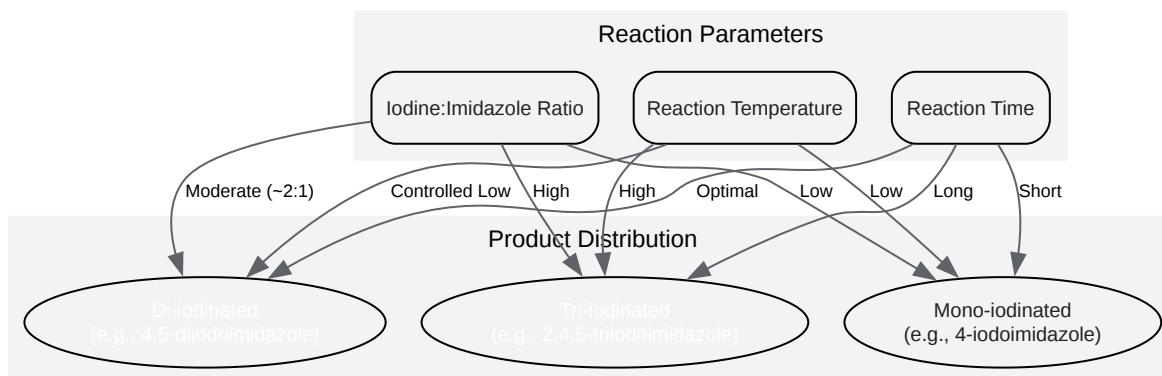 Reaction Parameters
Iodine:Imidazole Ratio
Reaction Temperature
Reaction Time
Moderate (~2:1)
Controlled Low
High
High
Optimal
Low
Low
Long
Short
Product Distribution
Di-iodinated
(e.g., 4,5-diiodoimidazole)
Tri-iodinated
(e.g., 2,4,5-triiodoimidazole)
Mono-iodinated
(e.g., 4-iodoimidazole)